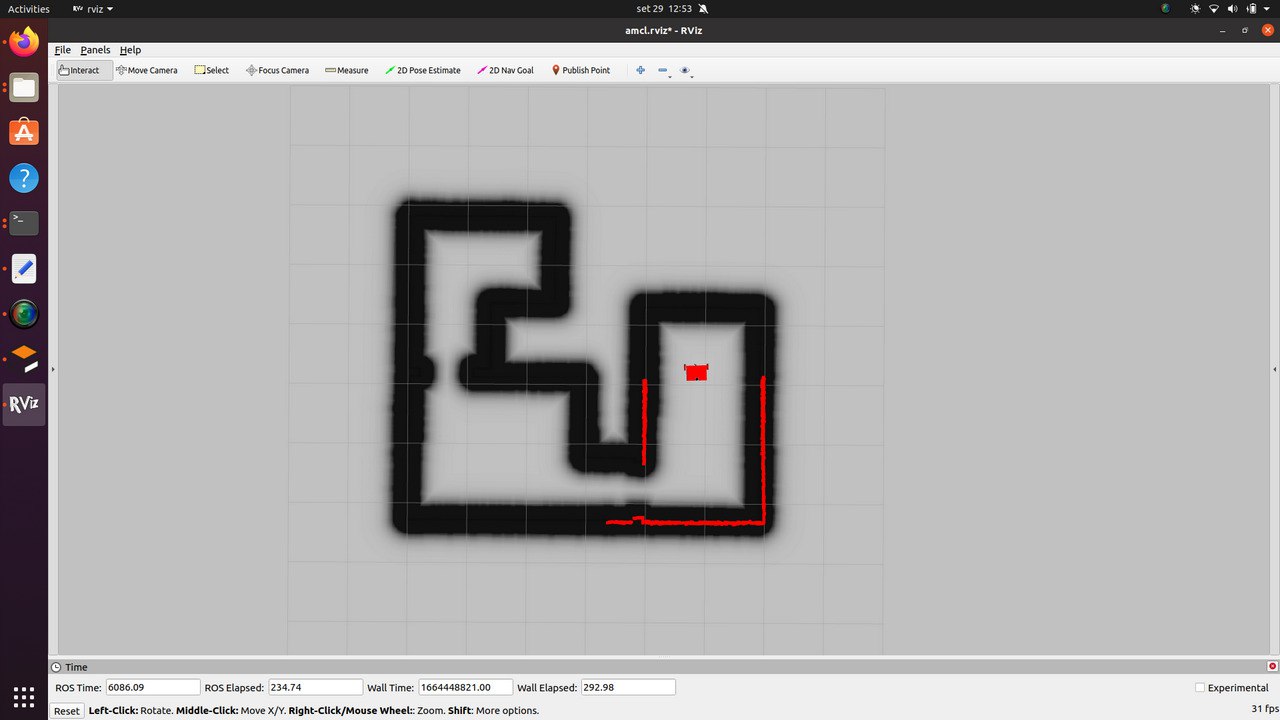 Activities rviz set 29 12:53
amcl.rviz* - RViz
File Panels Help
Interact Move Camera Select Focus Camera Measure 2D Pose Estimate 2D Nav Goal Publish Point
RViz
Time
ROS Time: 6086.09 ROS Elapsed: 234.74 Wall Time: 1664448821.00 Wall Elapsed: 292.98 Experimental
Reset Left-Click: Rotate. Middle-Click: Move X/Y. Right-Click/Mouse Wheel:: Zoom. Shift: More options. 31 fps